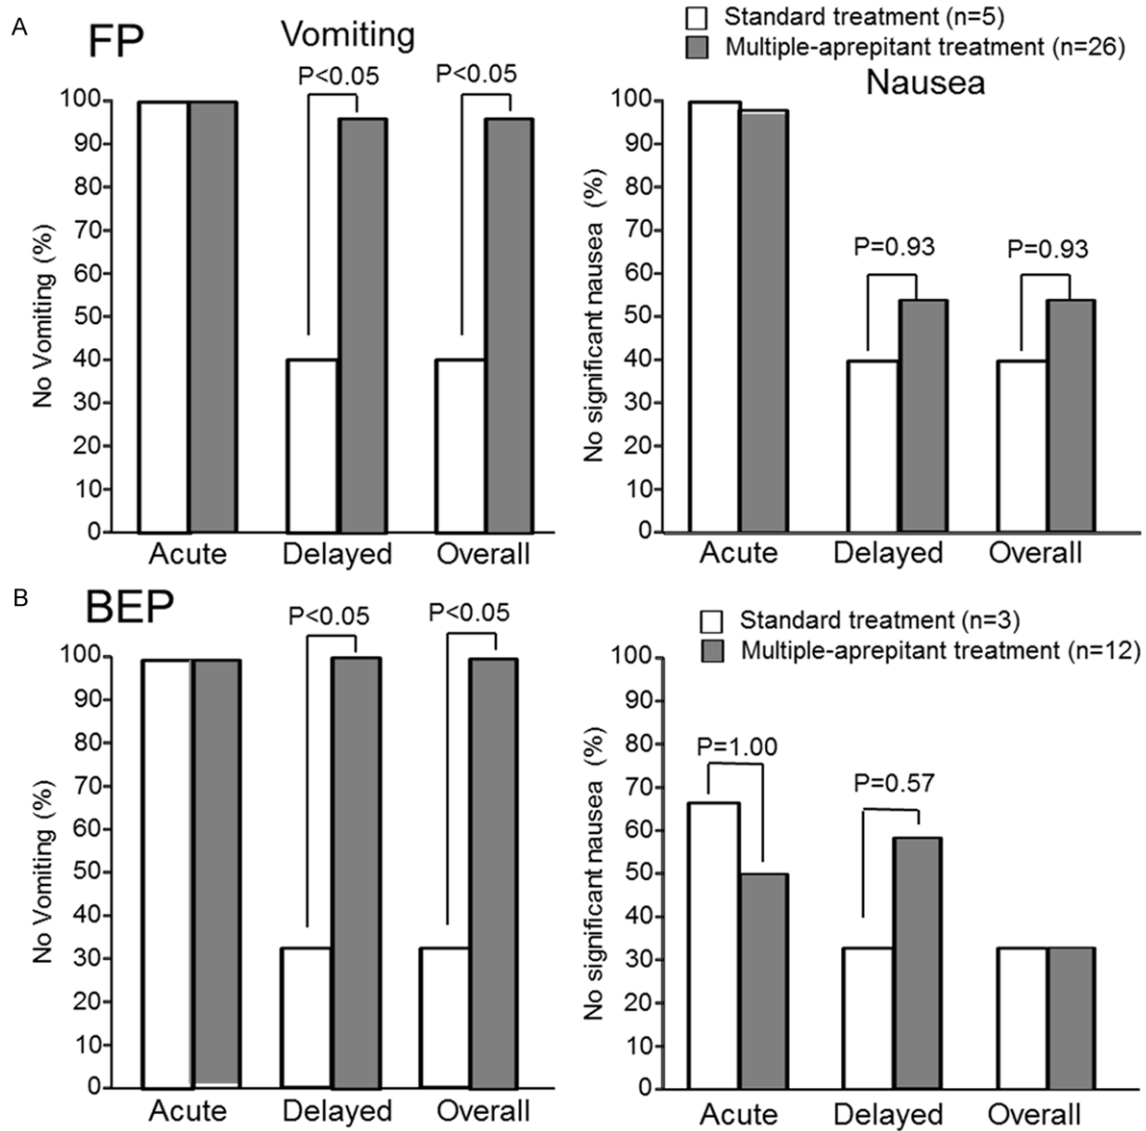 A
FP
Vomiting
Standard treatment (n=5)
Multiple-aprepitant treatment (n=26)
Nausea
P<0.05
P<0.05
No Vomiting (%)
100
90
80
70
60
50
40
30
20
10
0
Acute Delayed Overall
No significant nausea (%)
100
90
80
70
60
50
40
30
20
10
0
P=0.93
P=0.93
Acute Delayed Overall
B
BEP
P<0.05
P<0.05
No Vomiting (%)
100
90
80
70
60
50
40
30
20
10
0
Acute Delayed Overall
Standard treatment (n=3)
Multiple-aprepitant treatment (n=12)
No significant nausea (%)
100
90
80
70
60
50
40
30
20
10
0
P=1.00
P=0.57
Acute Delayed Overall